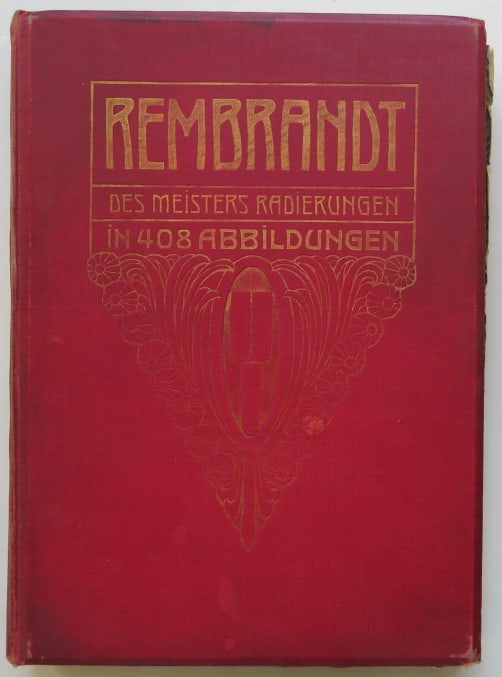 REMBRANDT
DES MEISTERS RADIERUNGEN
IN 408 ABBILDUNGEN